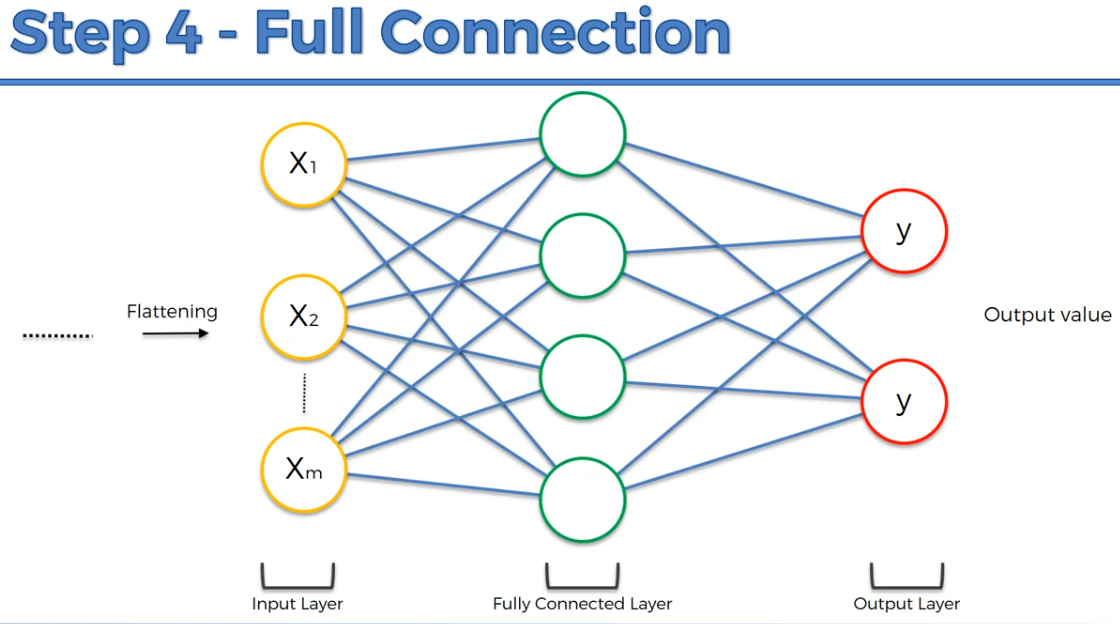 Step 4 - Full Connection
X1
X2
Xm
Flattening
y
y
Output value
Input Layer
Fully Connected Layer
Output Layer